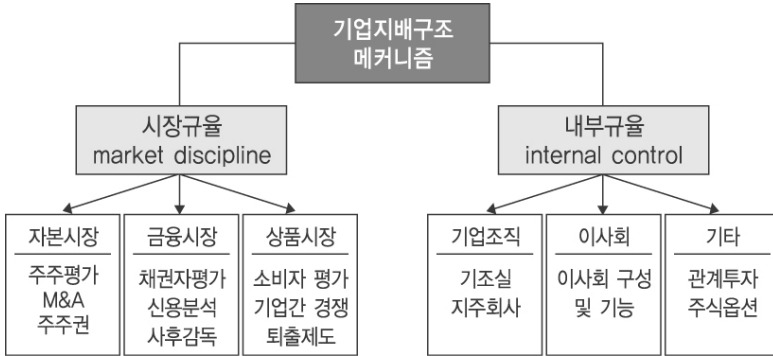 기업지배구조
메커니즘
시장규율
market discipline
내부규율
internal control
자본시장
주주평가
M&A
주주권
금융시장
채권자평가
신용분석
사후감독
상품시장
소비자 평가
기업간 경쟁
퇴출제도
기업조직
기조실
지주회사
이사회
이사회 구성
및 기능
기타
관계투자
주식옵션